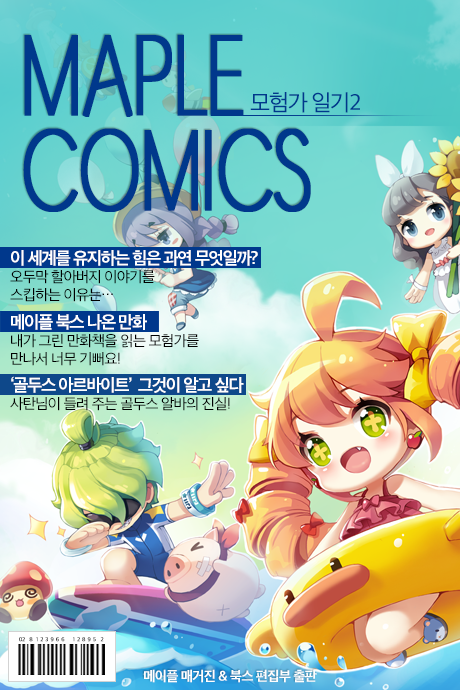 MAPLE
COMICS
모험가 일기2
이 세계를 유지하는 힘은 과연 무엇일까?
오두막 할아버지 이야기를
스킵하는 이유는…
메이플 북스 나온 만화
내가 그린 만화책을 읽는 모험가를
만나서 너무 기뻐요!
‘골두스 아르바이트’ 그것이 알고 싶다
사탄님이 들려 주는 골두스 알바의 진실!
02 8 123966 12895 2
메이플 매거진 & 북스 편집부 출판